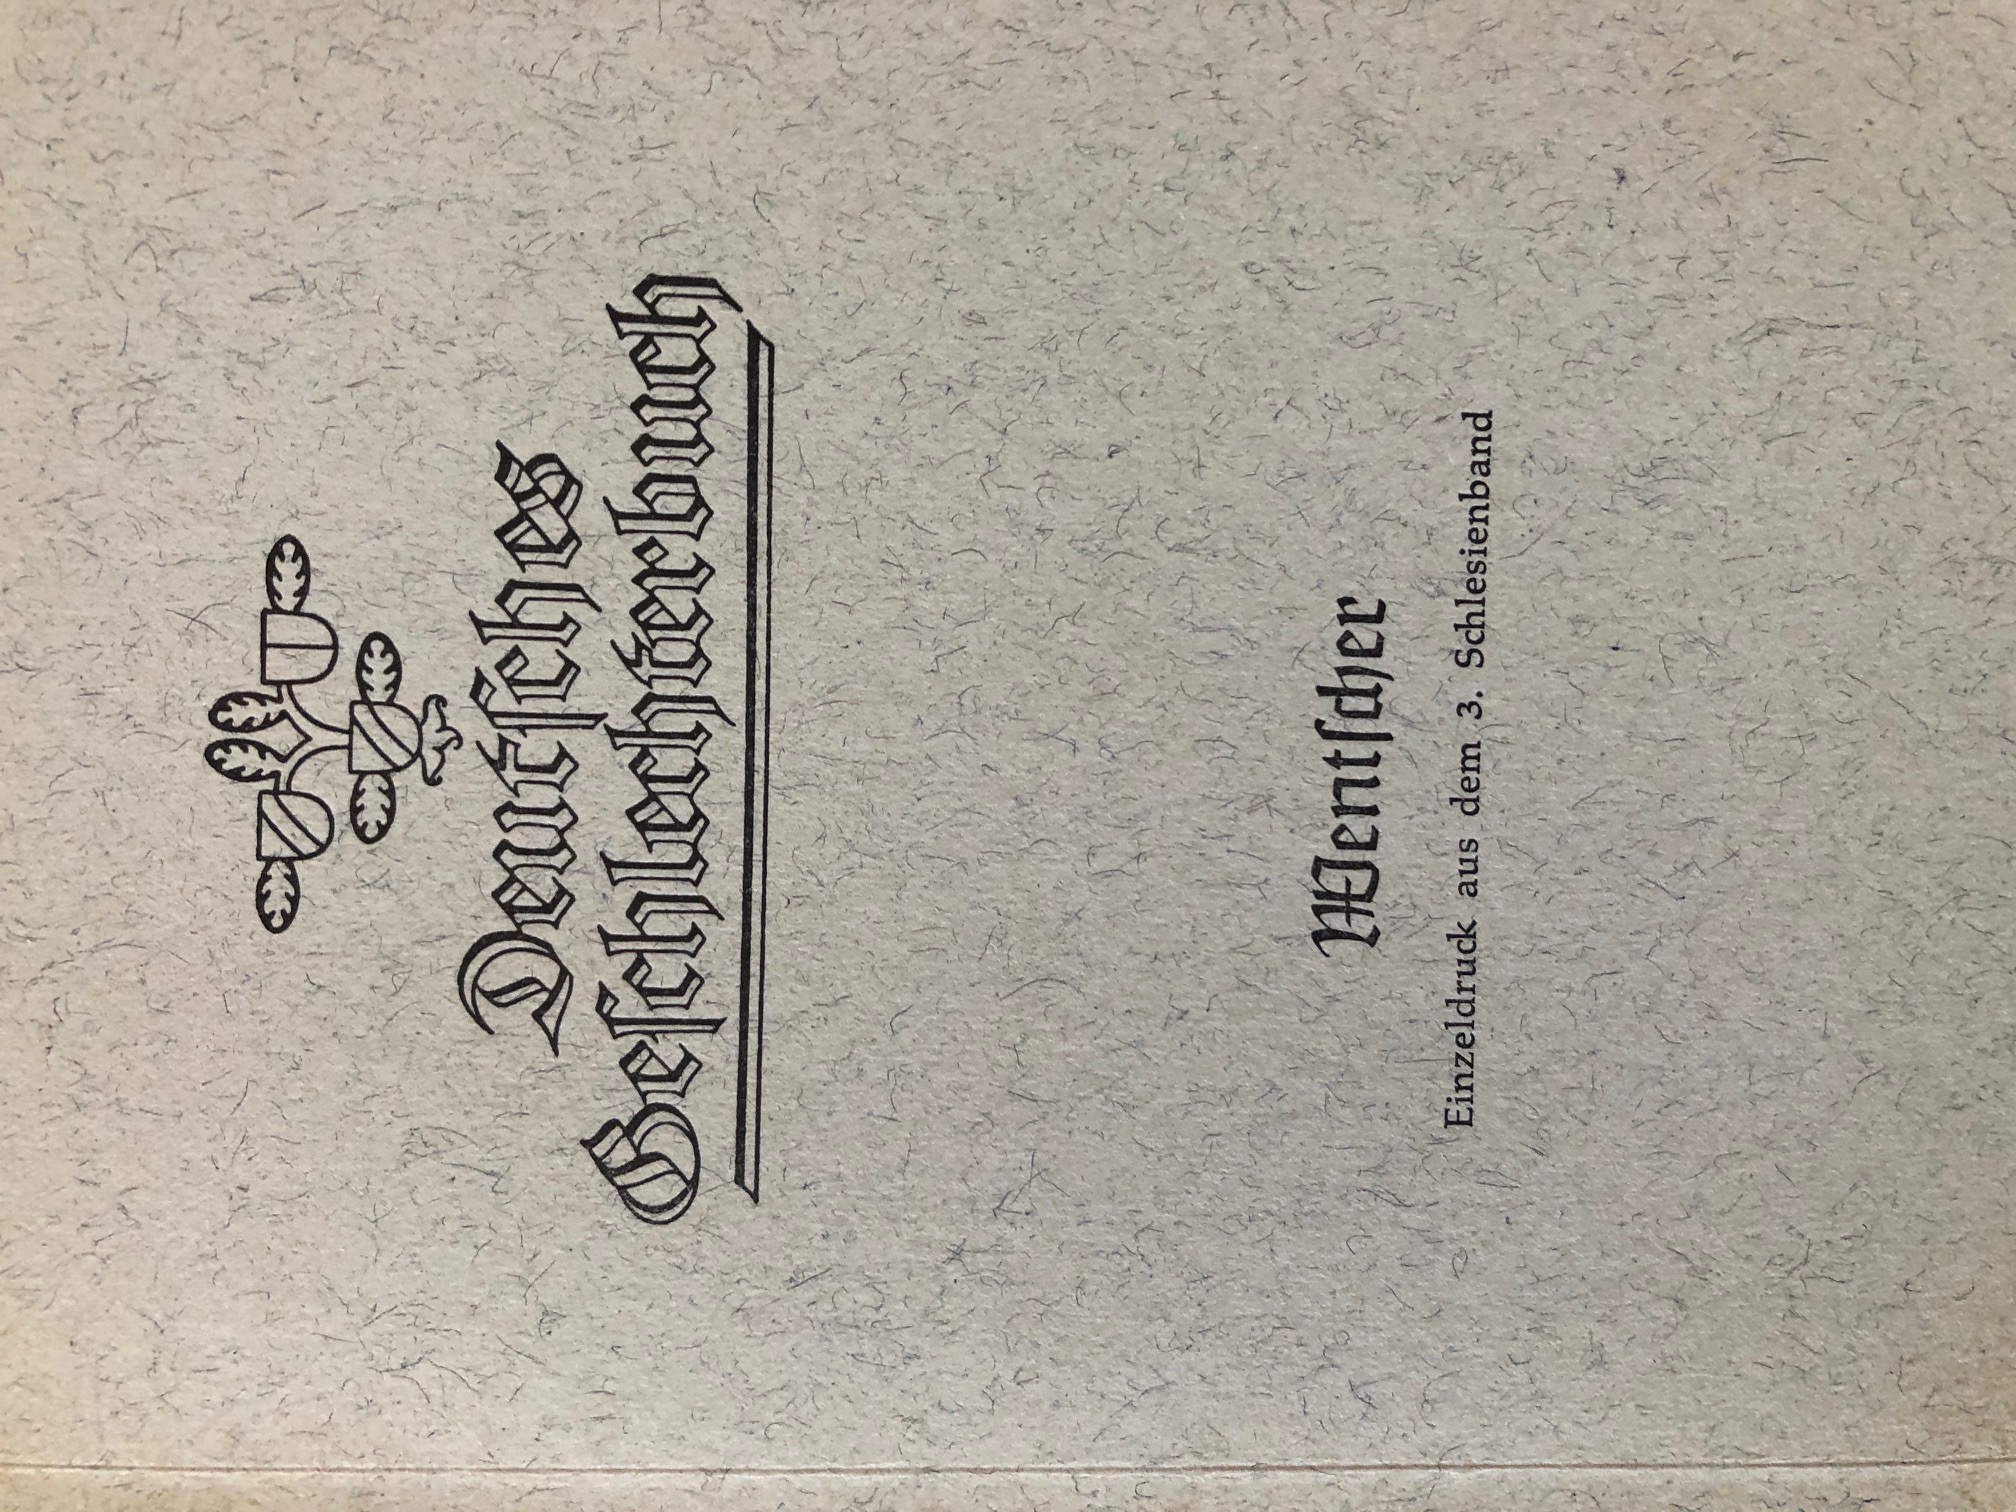 Deutſches
Geſchlechterbuch
Wentſcher
Einzeldruck aus dem 3. Schlesienband